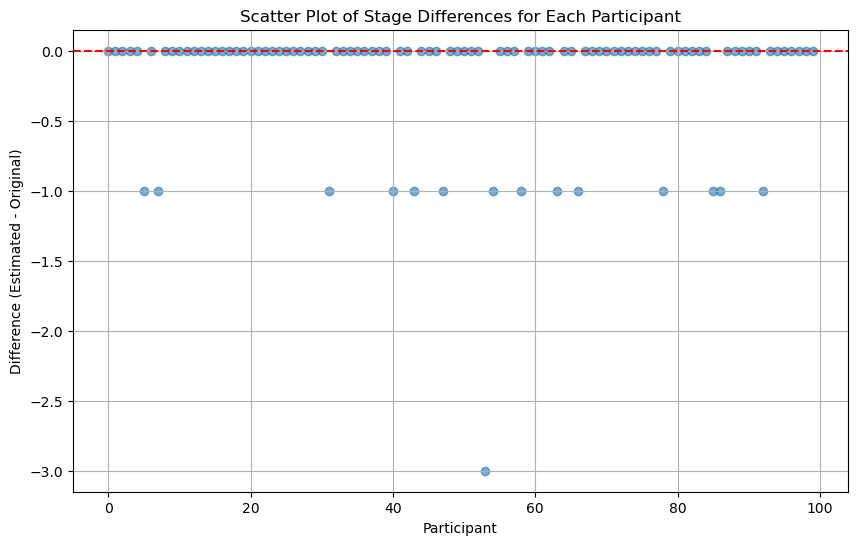 Scatter Plot of Stage Differences for Each Participant
Difference (Estimated - Original)
0.0
−0.5
−1.0
−1.5
−2.0
−2.5
−3.0
0 20 40 60 80 100
Participant